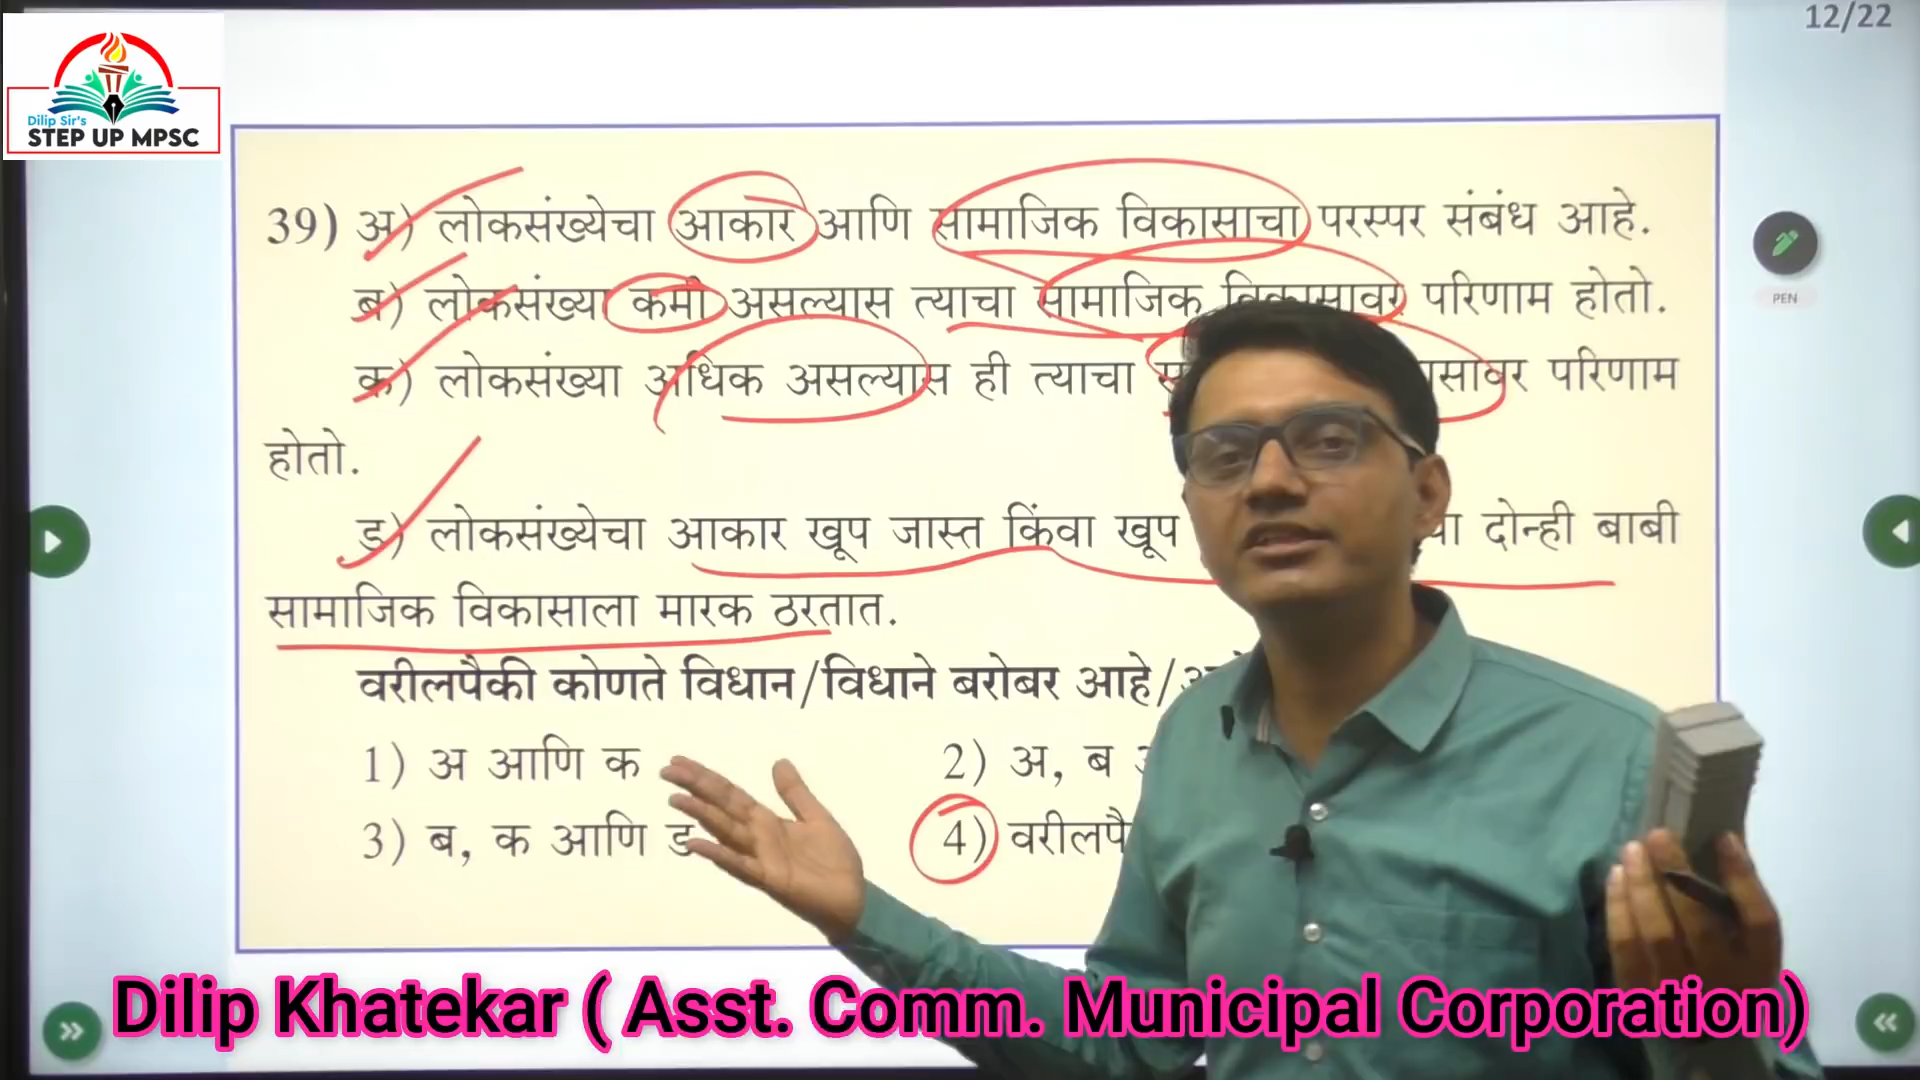 12/22
Dilip Sir's
STEP UP MPSC
39) अ) लोकसंख्येचा आकार आणि सामाजिक विकासाचा परस्पर संबंध आहे.
ब) लोकसंख्या कमी असल्यास त्याचा सामाजिक विकासावर परिणाम होतो.
PEN
क) लोकसंख्या अधिक असल्यास ही त्याचा परिणाम
होतो.
ड) लोकसंख्येचा आकार खूप जास्त किंवा खूप दोन्ही बाबी
सामाजिक विकासाला मारक ठरतात.
वरीलपैकी कोणते विधान/विधाने बरोबर आहे/
1) अ आणि क 2) अ, ब
3) ब, क आणि ड 4)
Dilip Khatekar ( Asst. Comm. Municipal Corporation)